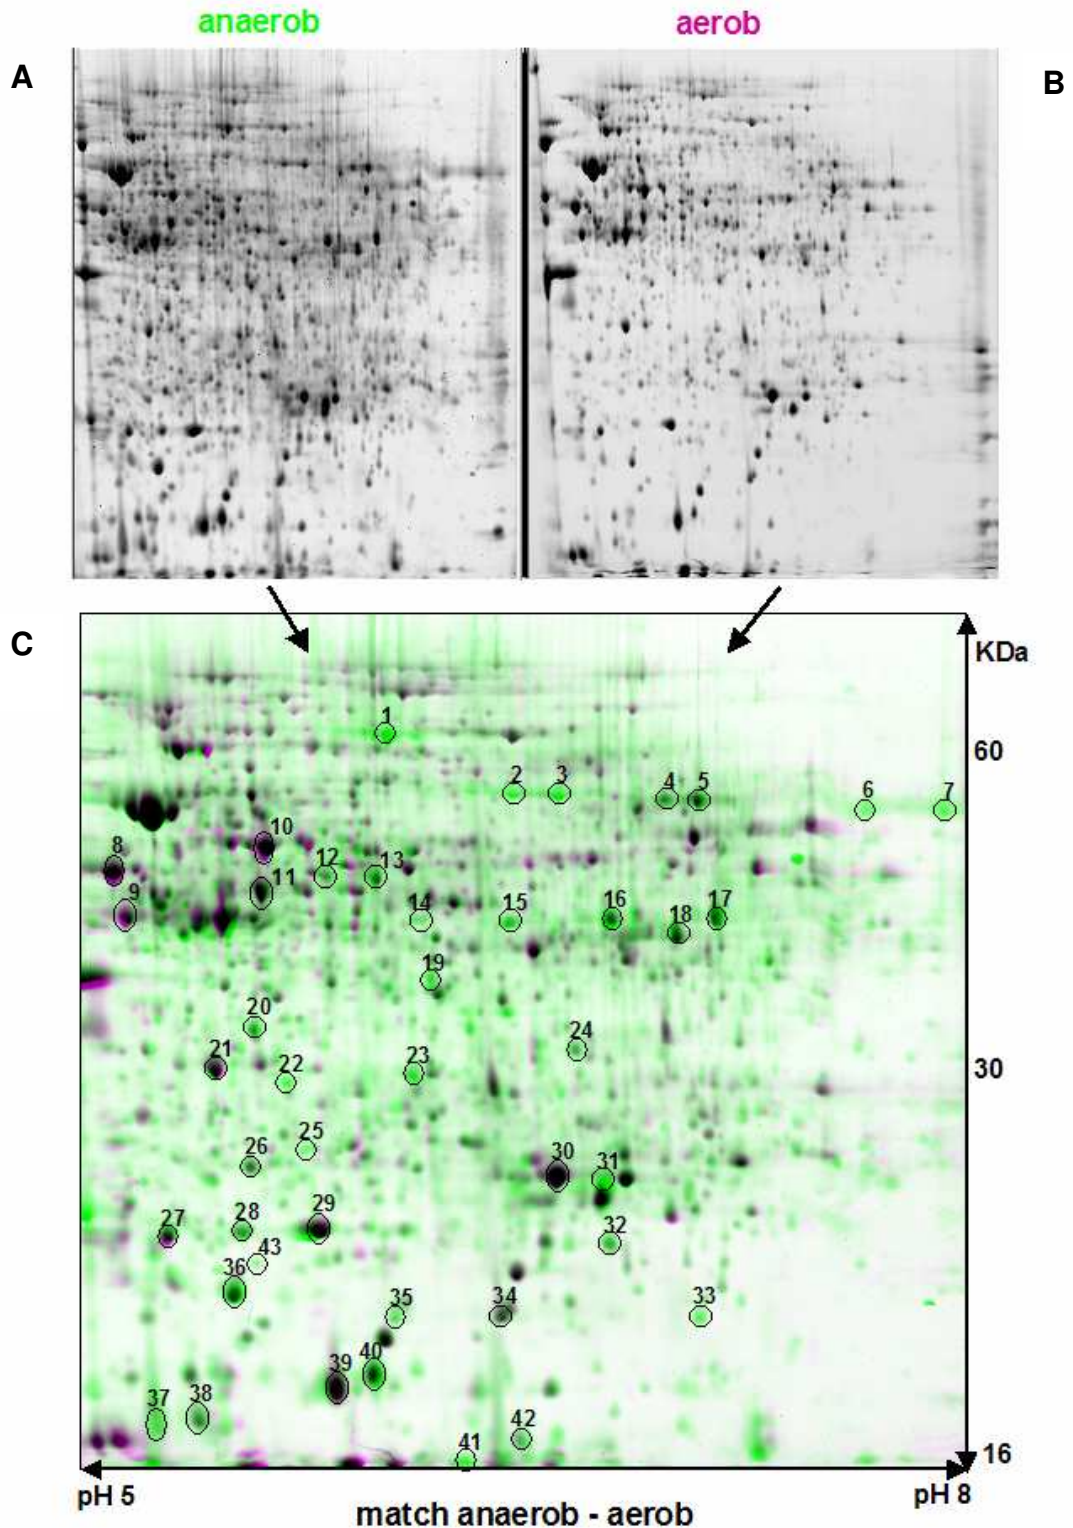 anaerob aerob
A B
C
KDa
1
60
2 3 4 5 6 7
8 10
9 11 12 13
14 15 16 17
18
19
20
21 22 23 24
30
25
26 30 31
27 28 29 32
43
36
35 34 33
39 40
37 38
42
41
16
pH 5 pH 8
match anaerob - aerob